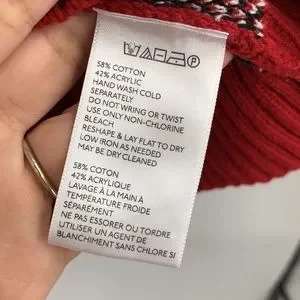 58% COTTON
42% ACRYLIC
HAND WASH COLD
SEPARATELY
DO NOT WRING OR TWIST
USE ONLY NON-CHLORINE
BLEACH
RESHAPE & LAY FLAT TO DRY
LOW IRON AS NEEDED
MAY BE DRY CLEANED
58% COTON
42% ACRYLIQUE
LAVAGE À LA MAIN À
TEMPERATURE FROIDE
SÉPARÉMENT
NE PAS ESSORER OU TORDRE
UTILISER UN AGENT DE
BLANCHIMENT SANS CHLORE SI